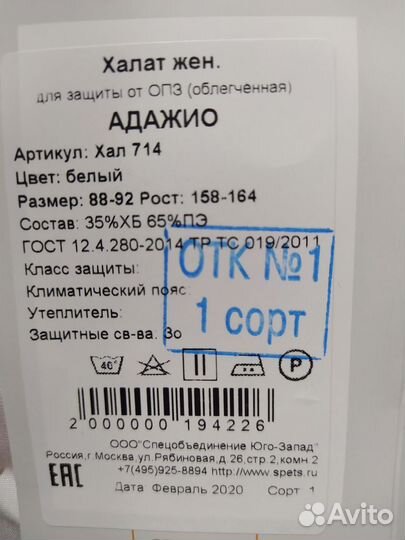 Халат жен.
для защиты от ОПЗ (облегченная)
АДАЖИО
Артикул: Хал 714
Цвет: белый
Размер: 88-92 Рост: 158-164
Состав: 35%ХБ 65%ПЭ
ГОСТ 12.4.280-2014 ТР ТС 019/2011
Класс защиты:
ОТК №1
Климатический пояс
1 сорт
Утеплитель:
Защитные св-ва: Зо
40°
P
2 000000 194226
ООО"Спецобъединение Юго-Запад"
Россия,г.Москва,ул.Рябиновая,д.26,стр.2,комн.2
+7(495)925-8894 http://www.spets.ru
EAC
Дата Февраль 2020 Сорт 1
Avito